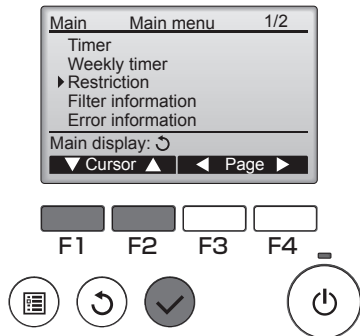 Main Main menu 1/2
Timer
Weekly timer
Restriction
Filter information
Error information
Main display:
Cursor Page
F1 F2 F3 F4